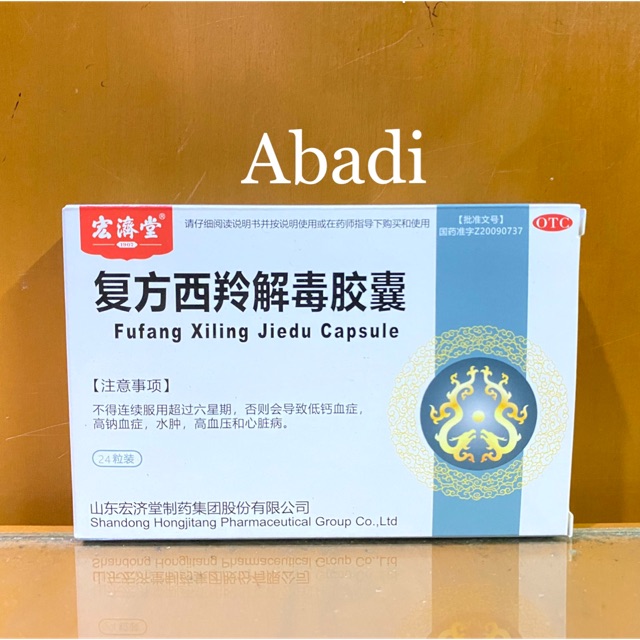 Abadi
宏濟堂®
1907
请仔细阅读说明书并按说明使用或在药师指导下购买和使用
【批准文号】
国药准字Z20090737
OTC
复方西羚解毒胶囊
Fufang Xiling Jiedu Capsule
【注意事项】
不得连续服用超过六星期，否则会导致低钙血症，
高钠血症，水肿，高血压和心脏病。
24粒装
山东宏济堂制药集团股份有限公司
Shandong Hongjitang Pharmaceutical Group Co.,Ltd